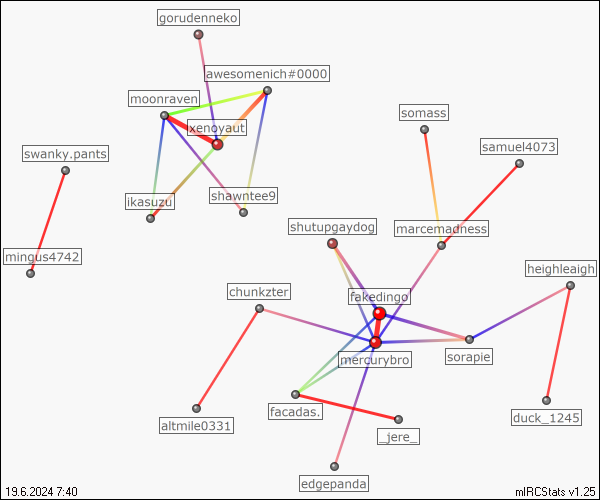 gorudenneko
awesomenich#0000
moonraven
somass
xenoyaut
samuel4073
swanky.pants
ikasuzu
shawntee9
shutupgaydog
marcemadness
mingus4742
heighleaigh
chunkzter
fakedingo
mercurybro
sorapie
facadas.
duck_1245
altmile0331
_jere_
edgepanda
19.6.2024 7:40
mIRCStats v1.25